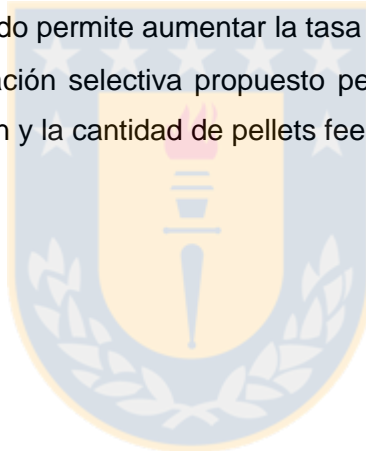 do permite aumentar la tasa
ación selectiva propuesto pe
n y la cantidad de pellets fee